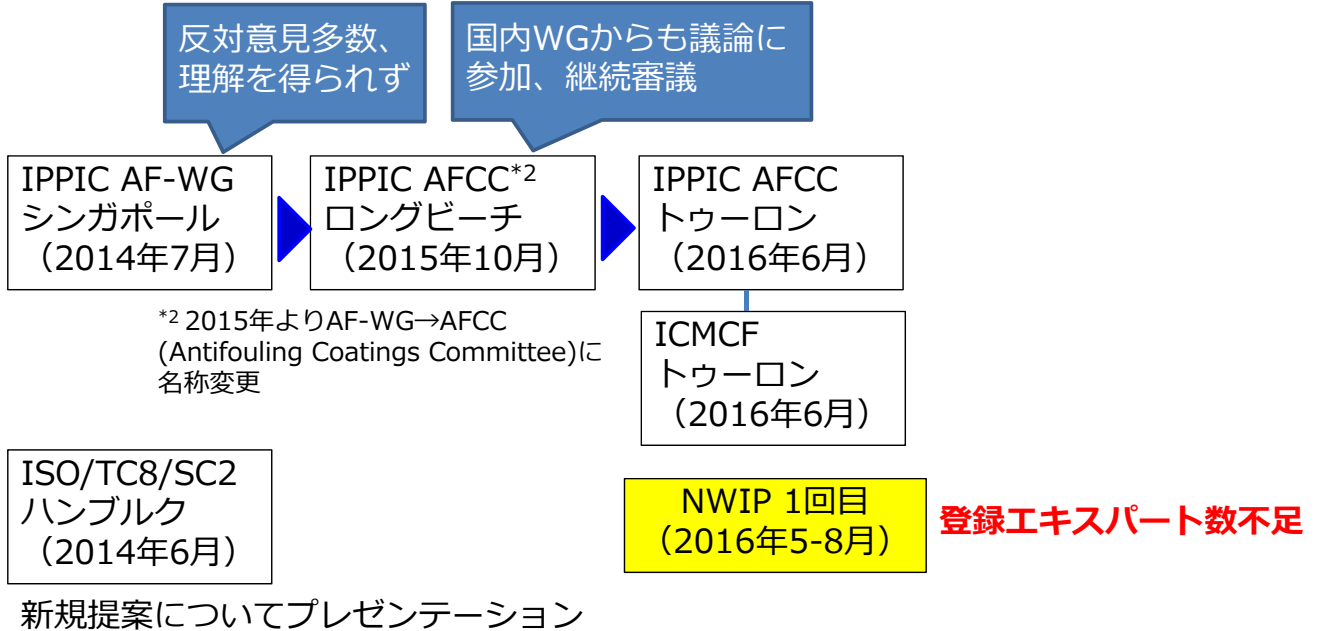 反対意見多数、
理解を得られず
国内WGからも議論に
参加、継続審議
IPPIC AF-WG
シンガポール
（2014年7月）
IPPIC AFCC*2
ロングビーチ
（2015年10月）
IPPIC AFCC
トゥーロン
（2016年6月）
*2 2015年よりAF-WG→AFCC
(Antifouling Coatings Committee)に
名称変更
ICMCF
トゥーロン
（2016年6月）
ISO/TC8/SC2
ハンブルク
（2014年6月）
NWIP 1回目
（2016年5-8月）
登録エキスパート数不足
新規提案についてプレゼンテーション